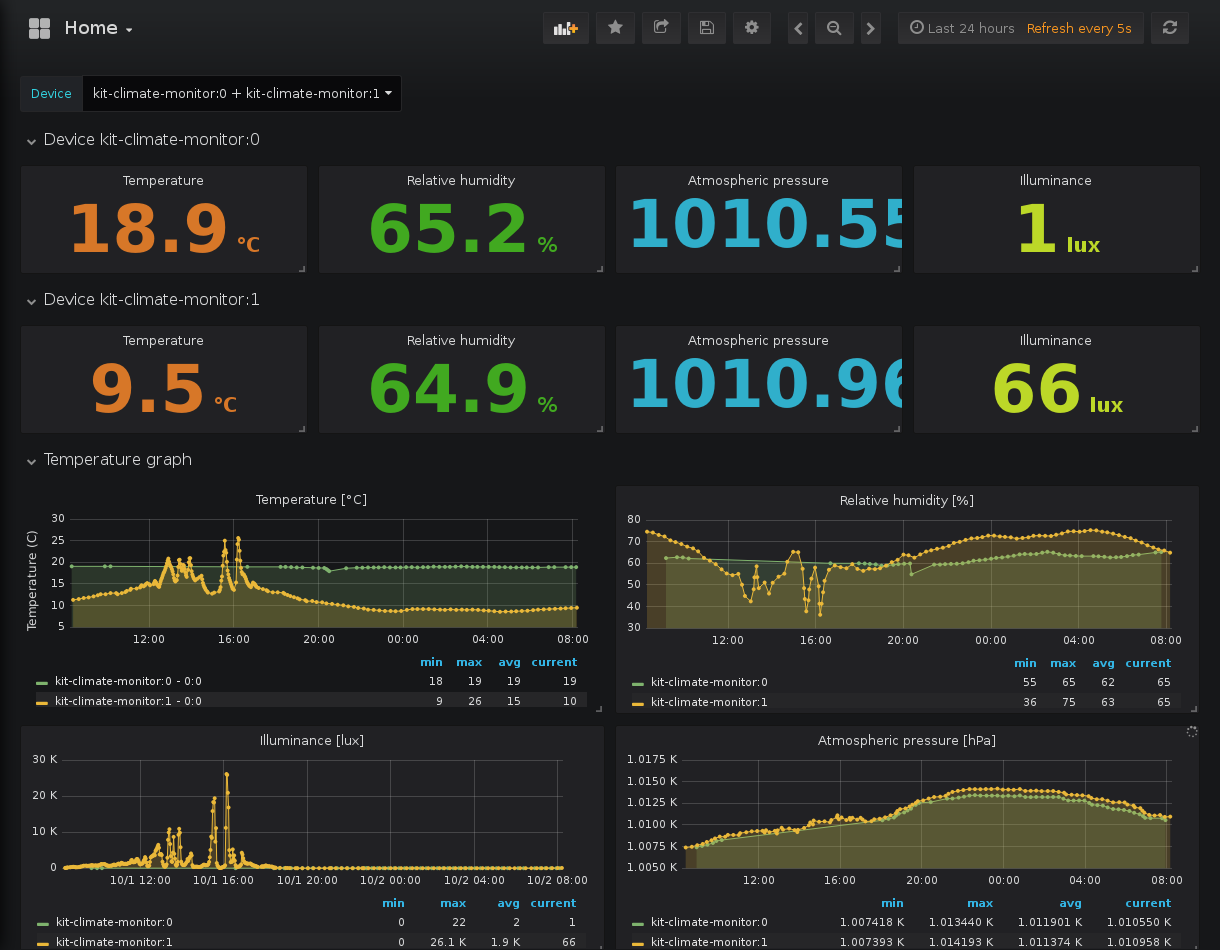 Home
Last 24 hours Refresh every 5s
Device kit-climate-monitor:0 + kit-climate-monitor:1
Device kit-climate-monitor:0
Temperature Relative humidity Atmospheric pressure Illuminance
18.9 °C 65.2 % 1010.55 1 lux
Device kit-climate-monitor:1
Temperature Relative humidity Atmospheric pressure Illuminance
9.5 °C 64.9 % 1010.96 66 lux
Temperature graph
Temperature [°C]
Temperature (C)
30
25
20
15
10
5
12:00 16:00 20:00 00:00 04:00 08:00
min max avg current
kit-climate-monitor:0 - 0:0 18 19 19 19
kit-climate-monitor:1 - 0:0 9 26 15 10
Relative humidity [%]
80
70
60
50
40
30
12:00 16:00 20:00 00:00 04:00 08:00
min max avg current
kit-climate-monitor:0 55 65 62 65
kit-climate-monitor:1 36 75 63 65
Illuminance [lux]
30 K
20 K
10 K
0
10/1 12:00 10/1 16:00 10/1 20:00 10/2 00:00 10/2 04:00 10/2 08:00
min max avg current
kit-climate-monitor:0 0 22 2 1
kit-climate-monitor:1 0 26.1 K 1.9 K 66
Atmospheric pressure [hPa]
1.0175 K
1.0150 K
1.0125 K
1.0100 K
1.0075 K
1.0050 K
12:00 16:00 20:00 00:00 04:00 08:00
min max avg current
kit-climate-monitor:0 1.007418 K 1.013440 K 1.011901 K 1.010550 K
kit-climate-monitor:1 1.007393 K 1.014193 K 1.011374 K 1.010958 K